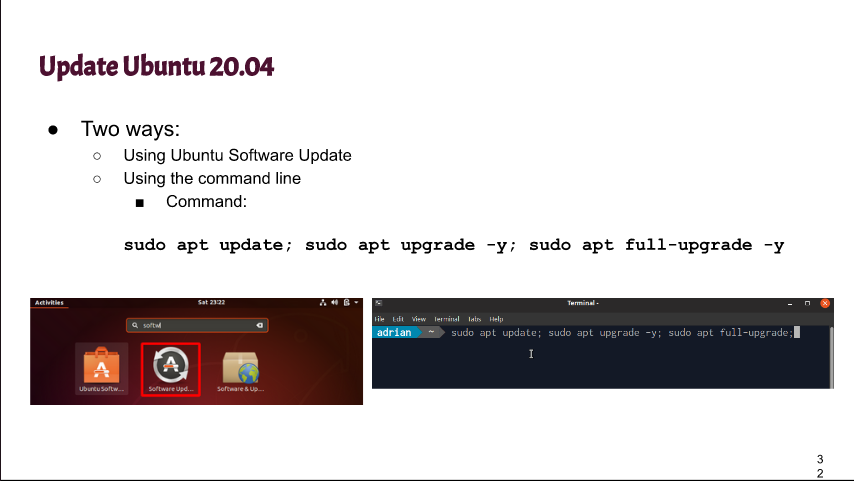 Update Ubuntu 20.04
● Two ways:
○ Using Ubuntu Software Update
○ Using the command line
■ Command:
sudo apt update; sudo apt upgrade -y; sudo apt full-upgrade -y
Activities Sat 23:22
softw
Ubuntu Softw... Software Upd... Software & Up...
Terminal -
File Edit View Terminal Tabs Help
adrian ~ sudo apt update; sudo apt upgrade -y; sudo apt full-upgrade;
3
2